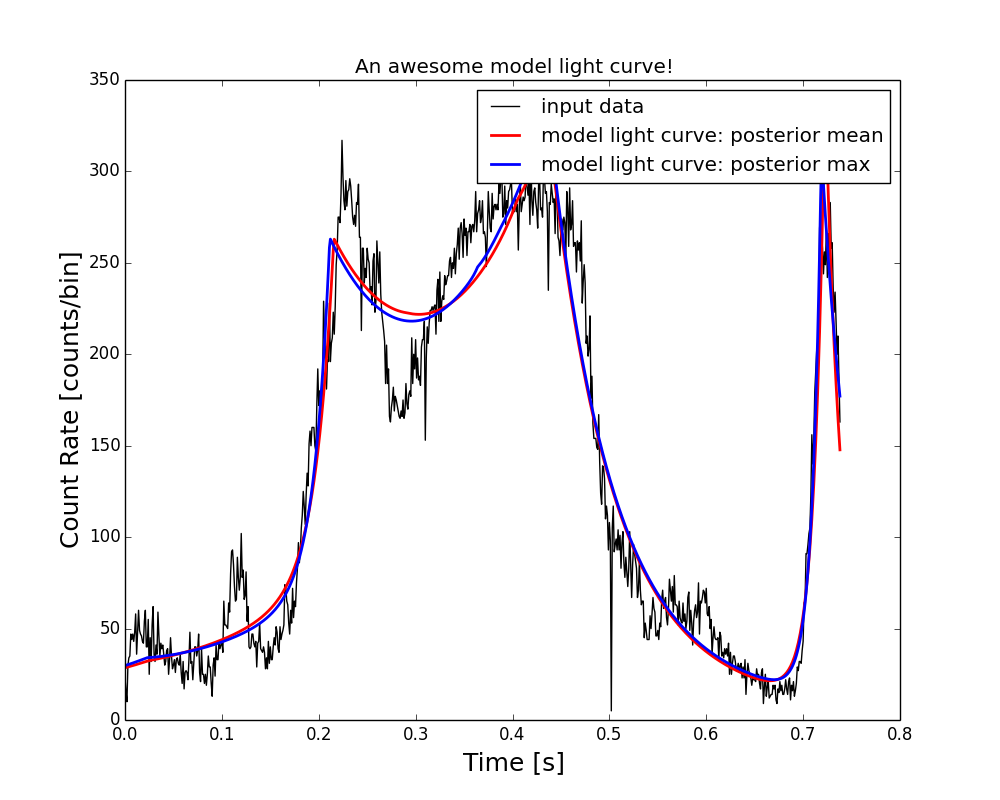 An awesome model light curve!
350
300
250
200
150
100
50
0
Count Rate [counts/bin]
input data
model light curve: posterior mean
model light curve: posterior max
0.0 0.1 0.2 0.3 0.4 0.5 0.6 0.7 0.8
Time [s]